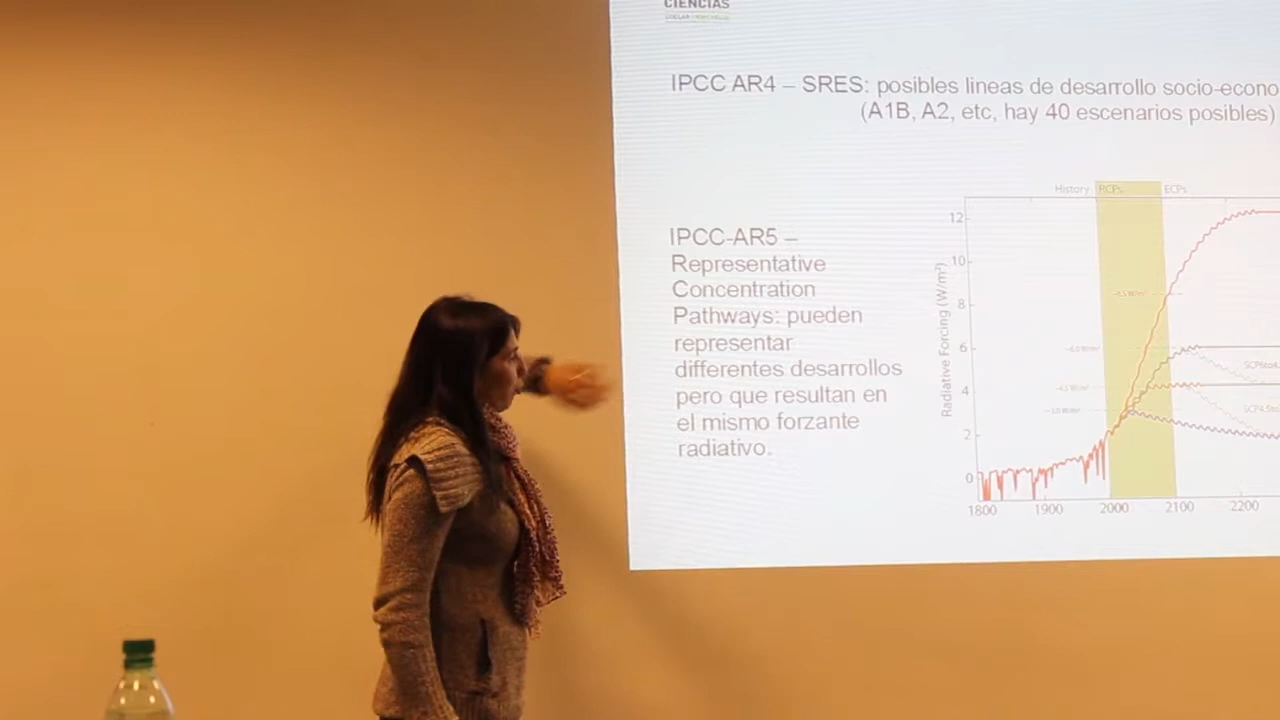 CIENCIAS
IPCC AR4 – SRES: posibles lineas de desarrollo socio-econo
(A1B, A2, etc, hay 40 escenarios posibles)
IPCC-AR5 –
Representative
Concentration
Pathways: pueden
representar
differentes desarrollos
pero que resultan en
el mismo forzante
radiativo.
History RCPs ECPs
Radiative Forcing (W/m²)
12
10
8
6
4
2
0
1800 1900 2000 2100 2200